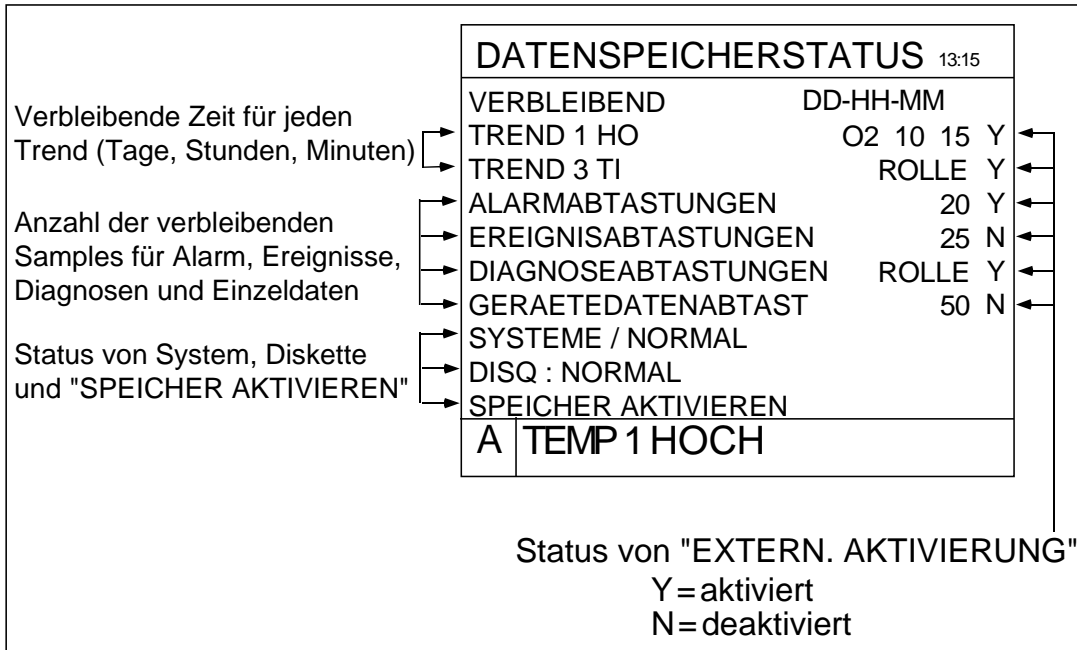 DATENSPEICHERSTATUS 13:15
VERBLEIBEND DD-HH-MM
Verbleibende Zeit für jeden
Trend (Tage, Stunden, Minuten)
TREND 1 HO O2 10 15 Y
TREND 3 TI ROLLE Y
Anzahl der verbleibenden
Samples für Alarm, Ereignisse,
Diagnosen und Einzeldaten
ALARMABTASTUNGEN 20 Y
EREIGNISABTASTUNGEN 25 N
DIAGNOSEABTASTUNGEN ROLLE Y
GERAETEDATENABTAST 50 N
Status von System, Diskette
und "SPEICHER AKTIVIEREN"
SYSTEME / NORMAL
DISQ : NORMAL
SPEICHER AKTIVIEREN
A TEMP 1 HOCH
Status von "EXTERN. AKTIVIERUNG"
Y=aktiviert
N=deaktiviert